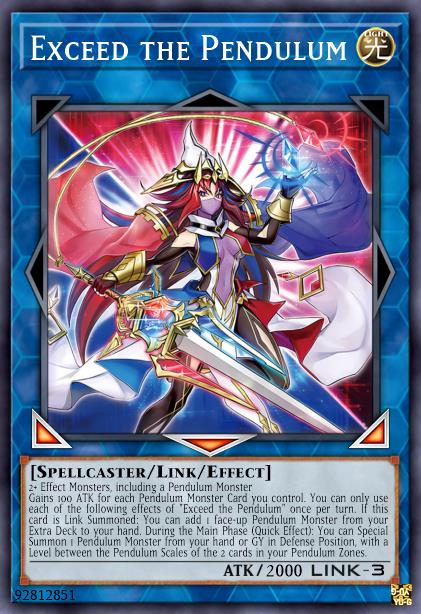 Exceed the Pendulum
LIGHT
光
[Spellcaster/Link/Effect]
2+ Effect Monsters, including a Pendulum Monster
Gains 100 ATK for each Pendulum Monster Card you control. You can only use
each of the following effects of "Exceed the Pendulum" once per turn. If this
card is Link Summoned: You can add 1 face-up Pendulum Monster from your
Extra Deck to your hand. During the Main Phase (Quick Effect): You can Special
Summon 1 Pendulum Monster from your hand or GY in Defense Position, with a
Level between the Pendulum Scales of the 2 cards in your Pendulum Zones.
ATK/2000 LINK-3
92812851